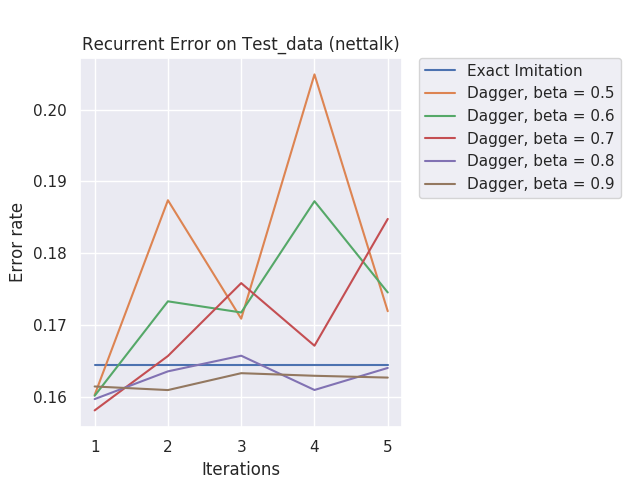 Recurrent Error on Test_data (nettalk)
Exact Imitation
Dagger, beta = 0.5
Dagger, beta = 0.6
Dagger, beta = 0.7
Dagger, beta = 0.8
Dagger, beta = 0.9
Error rate
0.20
0.19
0.18
0.17
0.16
1 2 3 4 5
Iterations